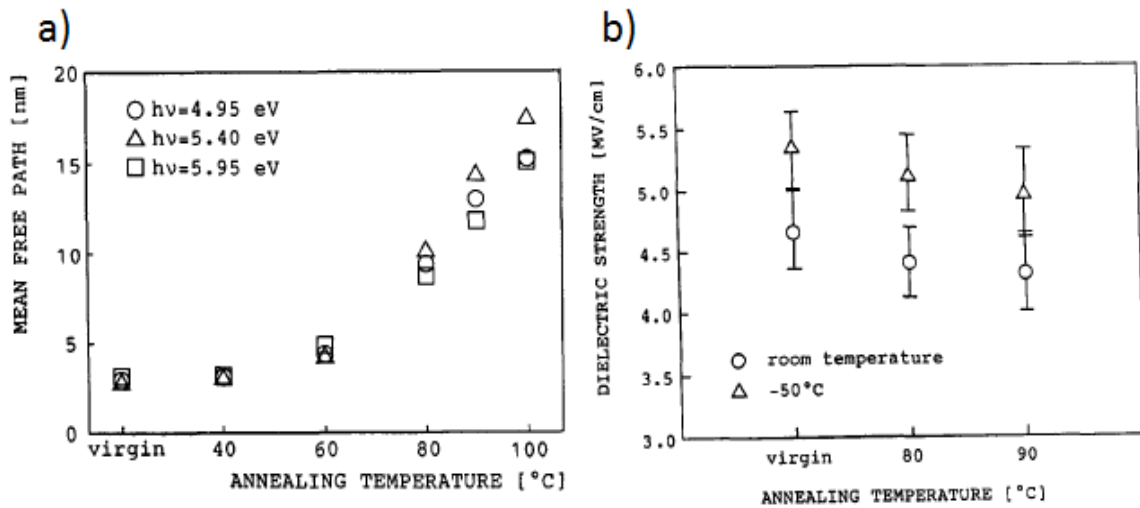 a)
MEAN FREE PATH [nm]
20
15
10
5
0
hν=4.95 eV
hν=5.40 eV
hν=5.95 eV
virgin 40 60 80 100
ANNEALING TEMPERATURE [°C]
b)
DIELECTRIC STRENGTH [MV/cm]
6.0
5.5
5.0
4.5
4.0
3.5
3.0
room temperature
-50°C
virgin 80 90
ANNEALING TEMPERATURE [°C]